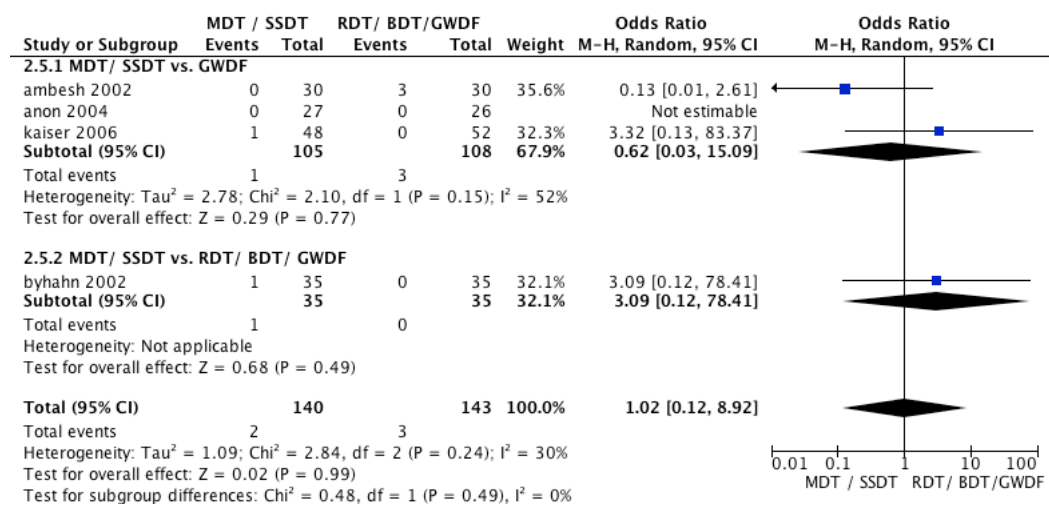 MDT / SSDT RDT/ BDT/GWDF Odds Ratio Odds Ratio
Study or Subgroup Events Total Events Total Weight M-H, Random, 95% CI M-H, Random, 95% CI
2.5.1 MDT/ SSDT vs. GWDF
ambesh 2002 0 30 3 30 35.6% 0.13 [0.01, 2.61]
anon 2004 0 27 0 26 Not estimable
kaiser 2006 1 48 0 52 32.3% 3.32 [0.13, 83.37]
Subtotal (95% CI) 105 108 67.9% 0.62 [0.03, 15.09]
Total events 1 3
Heterogeneity: Tau² = 2.78; Chi² = 2.10, df = 1 (P = 0.15); I² = 52%
Test for overall effect: Z = 0.29 (P = 0.77)
2.5.2 MDT/ SSDT vs. RDT/ BDT/ GWDF
byhahn 2002 1 35 0 35 32.1% 3.09 [0.12, 78.41]
Subtotal (95% CI) 35 35 32.1% 3.09 [0.12, 78.41]
Total events 1 0
Heterogeneity: Not applicable
Test for overall effect: Z = 0.68 (P = 0.49)
Total (95% CI) 140 143 100.0% 1.02 [0.12, 8.92]
Total events 2 3
Heterogeneity: Tau² = 1.09; Chi² = 2.84, df = 2 (P = 0.24); I² = 30%
Test for overall effect: Z = 0.02 (P = 0.99)
Test for subgroup differences: Chi² = 0.48, df = 1 (P = 0.49), I² = 0%
0.01 0.1 1 10 100
MDT / SSDT RDT/ BDT/GWDF